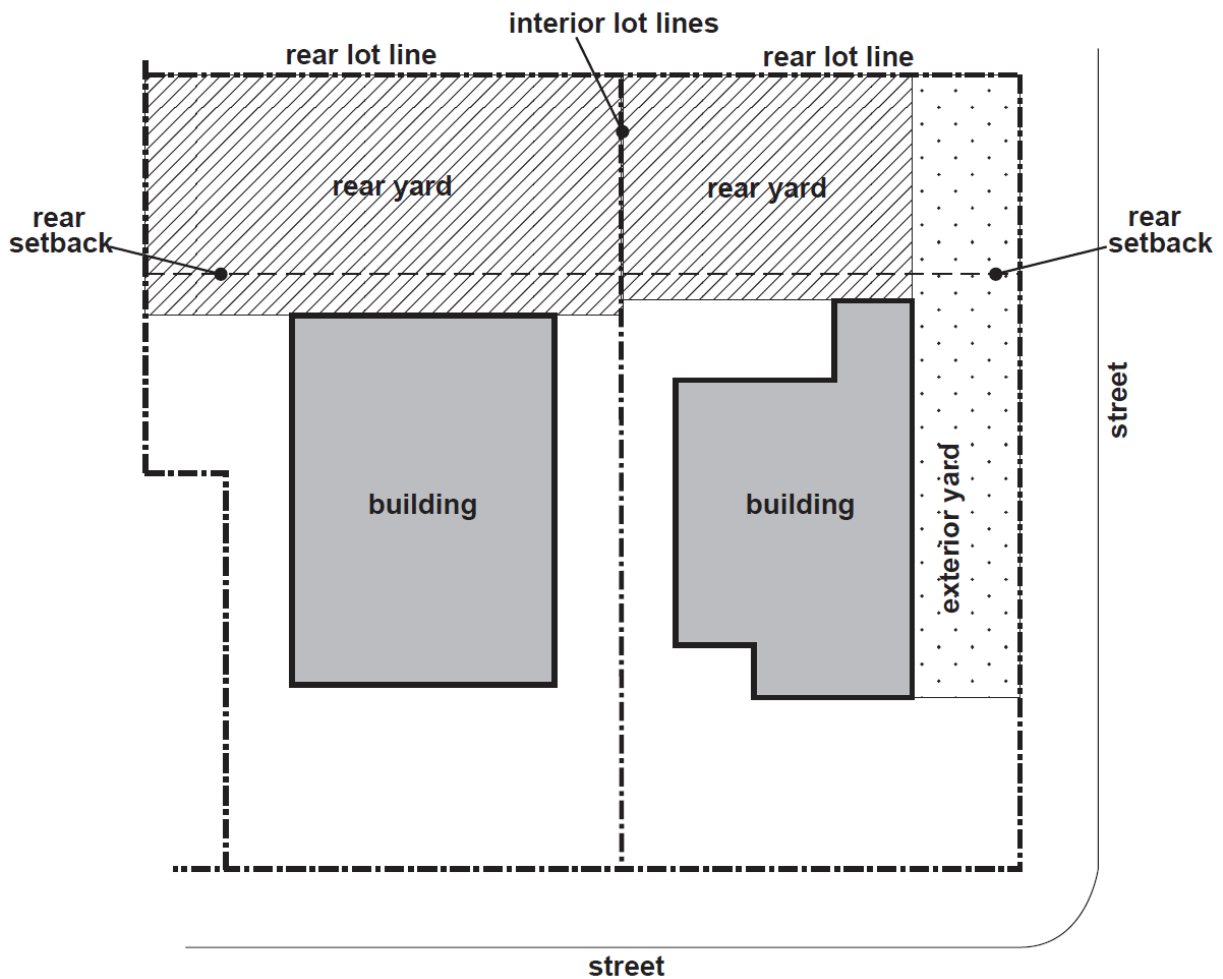 interior lot lines
rear lot line
rear lot line
rear yard
rear yard
rear
setback
rear
setback
street
building
building
exterior yard
street